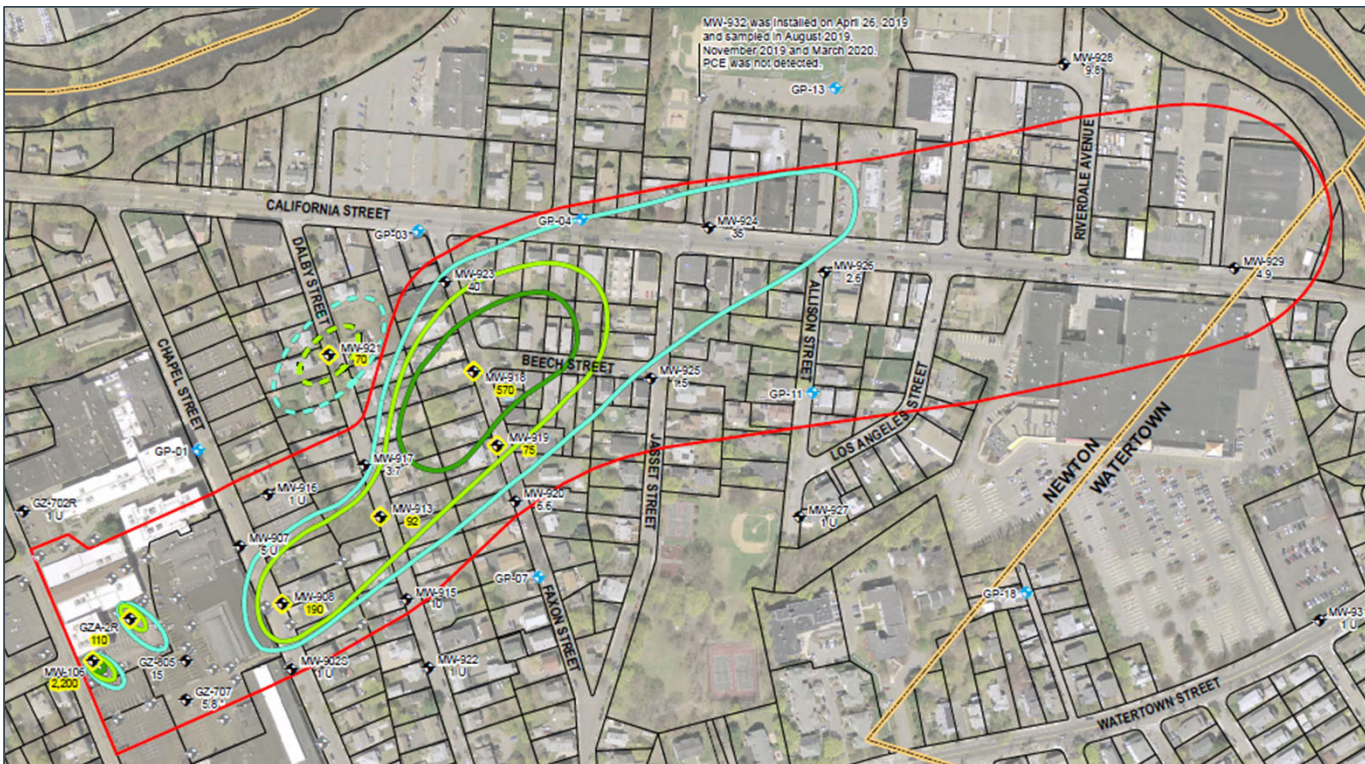 MW-932 was installed on April 26, 2019
and sampled in August 2019,
November 2019 and March 2020.
PCE was not detected.
MW-928
9.8
GP-13
RIVERDALE AVENUE
CALIFORNIA STREET
GP-04
GP-03
MW-924
35
DALBY STREET
MW-923
40
MW-926
2.6
MW-929
4.9
ALLISON STREET
CHAPEL STREET
MW-921
70
BEECH STREET
MW-918
570
MW-925
1.5
GP-11
LOS ANGELES STREET
GP-01
MW-919
75
JASSET STREET
NEWTON
WATERTOWN
MW-917
3.7
MW-916
1 U
MW-920
6.6
GZ-702R
1 U
MW-913
92
MW-927
1 U
MW-907
5 U
GP-07
FAXON STREET
MW-908
190
MW-915
10
GP-18
GZA-2R
110
MW-93
1 U
MW-106
2,200
GZ-805
15
MW-902S
1 U
MW-922
1 U
GZ-707
5.8
WATERTOWN STREET